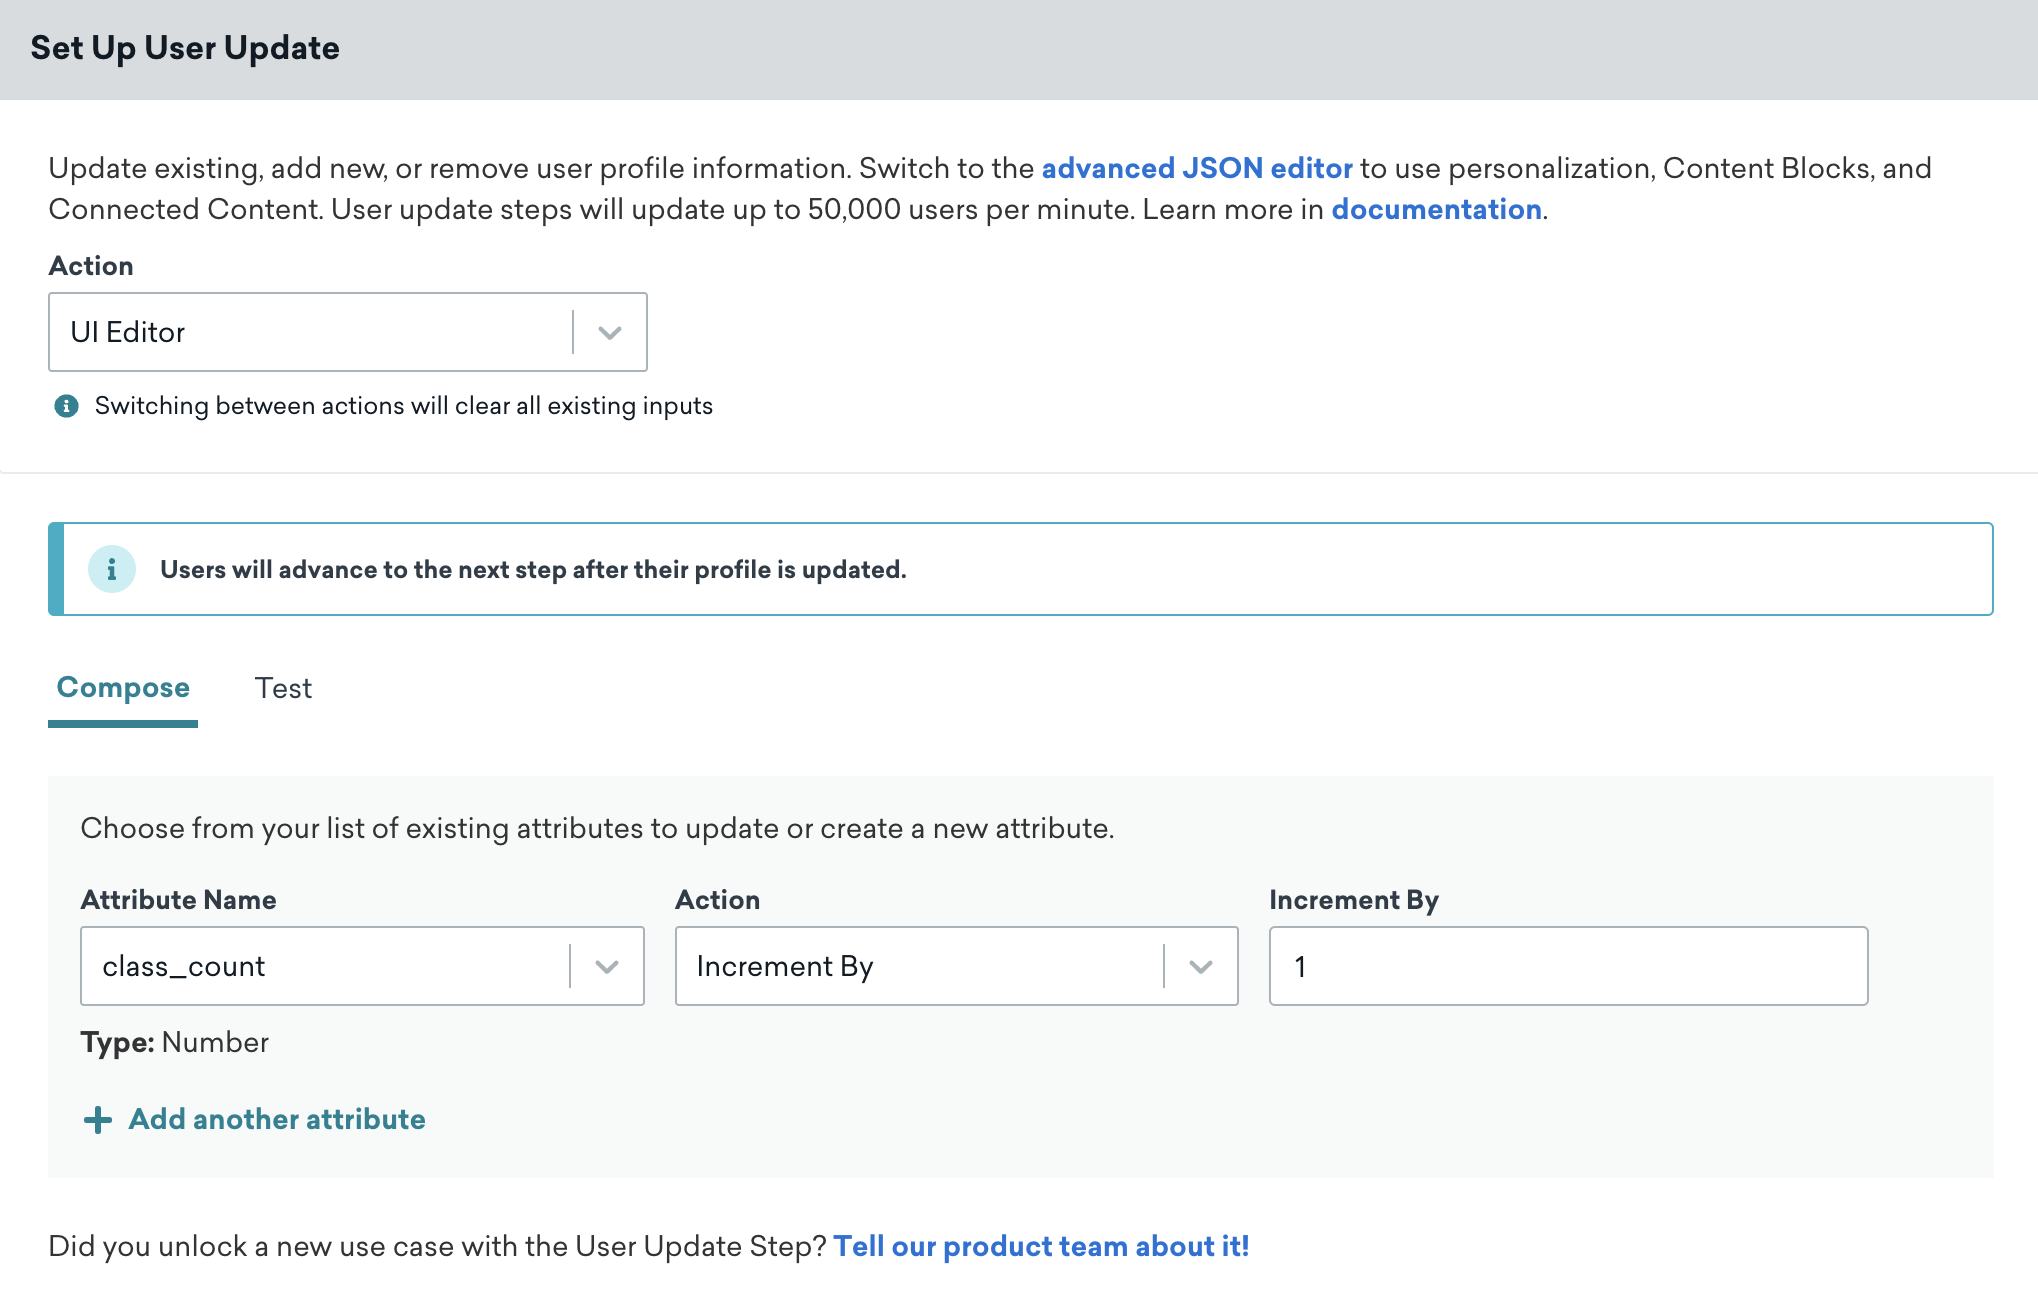 Set Up User Update
Update existing, add new, or remove user profile information. Switch to the advanced JSON editor to use personalization, Content Blocks, and
Connected Content. User update steps will update up to 50,000 users per minute. Learn more in documentation.
Action
UI Editor
Switching between actions will clear all existing inputs
Users will advance to the next step after their profile is updated.
Compose Test
Choose from your list of existing attributes to update or create a new attribute.
Attribute Name Action Increment By
class_count Increment By 1
Type: Number
Add another attribute
Did you unlock a new use case with the User Update Step? Tell our product team about it!